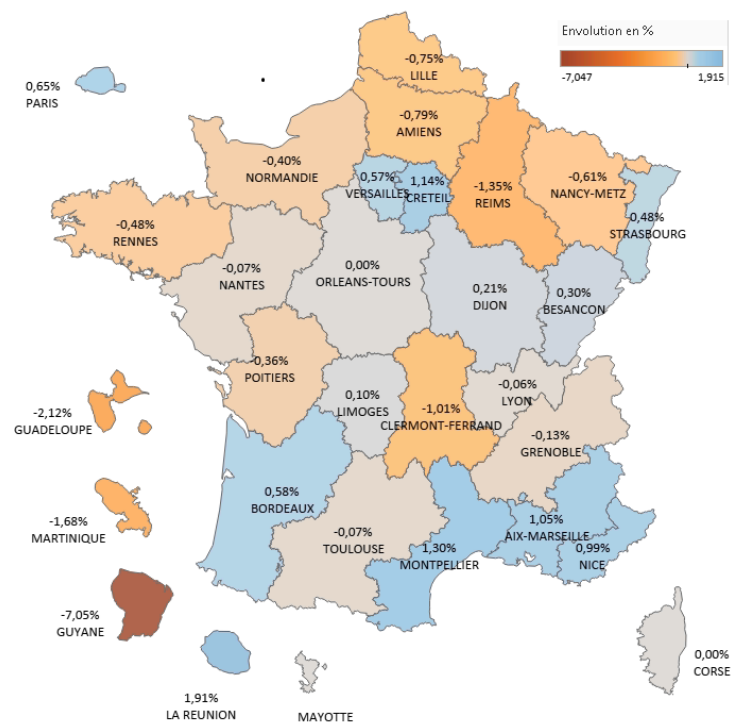 Envolution en %
-7,047 1,915
-0,75%
LILLE
0,65%
PARIS
-0,79%
AMIENS
-0,40%
NORMANDIE
0,57%
VERSAILLES
1,14%
CRETEIL
-1,35%
REIMS
-0,61%
NANCY-METZ
0,48%
STRASBOURG
-0,48%
RENNES
-0,07%
NANTES
0,00%
ORLEANS-TOURS
0,21%
DIJON
0,30%
BESANCON
-0,36%
POITIERS
0,10%
LIMOGES
-1,01%
CLERMONT-FERRAND
-0,06%
LYON
-0,13%
GRENOBLE
-2,12%
GUADELOUPE
0,58%
BORDEAUX
-0,07%
TOULOUSE
1,30%
MONTPELLIER
1,05%
AIX-MARSEILLE
0,99%
NICE
-1,68%
MARTINIQUE
-7,05%
GUYANE
1,91%
LA REUNION
MAYOTTE
0,00%
CORSE